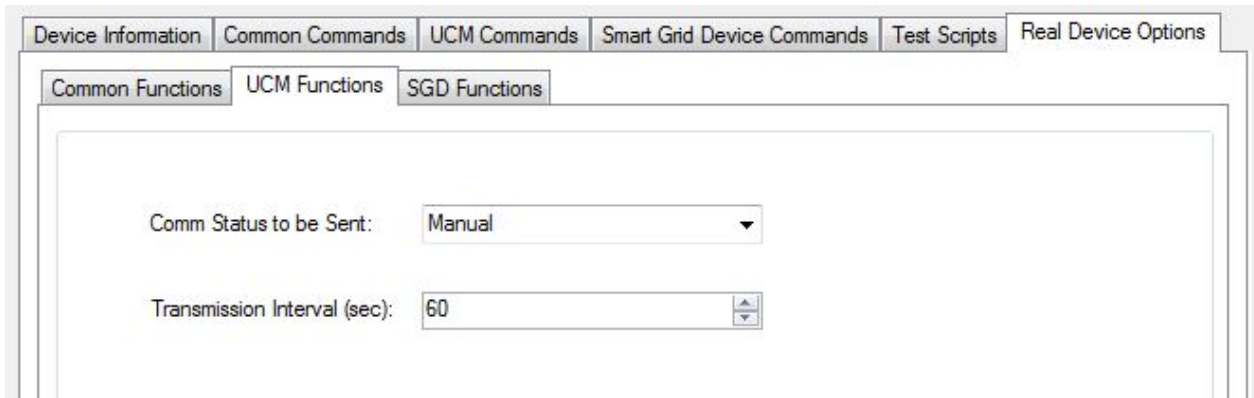 Device Information Common Commands UCM Commands Smart Grid Device Commands Test Scripts Real Device Options
Common Functions UCM Functions SGD Functions
Comm Status to be Sent: Manual
Transmission Interval (sec): 60